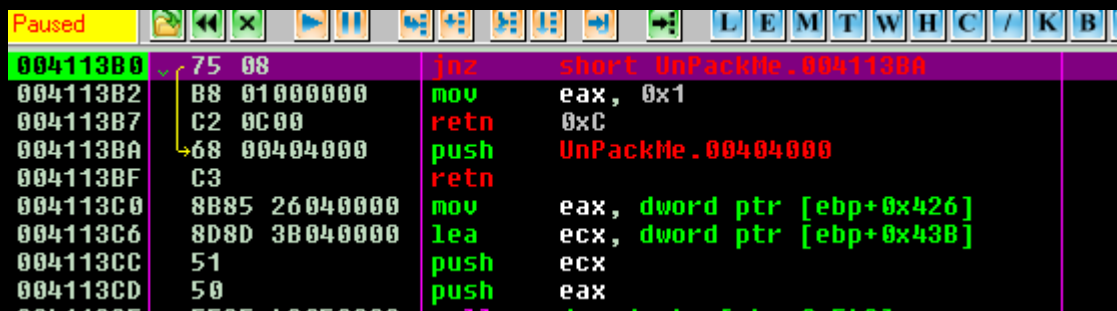 Paused L E M T W H C / K B
004113B0 75 08 jnz short UnPackMe.004113BA
004113B2 B8 01000000 mov eax, 0x1
004113B7 C2 0C00 retn 0xC
004113BA 68 00404000 push UnPackMe.00404000
004113BF C3 retn
004113C0 8B85 26040000 mov eax, dword ptr [ebp+0x426]
004113C6 8D8D 3B040000 lea ecx, dword ptr [ebp+0x43B]
004113CC 51 push ecx
004113CD 50 push eax